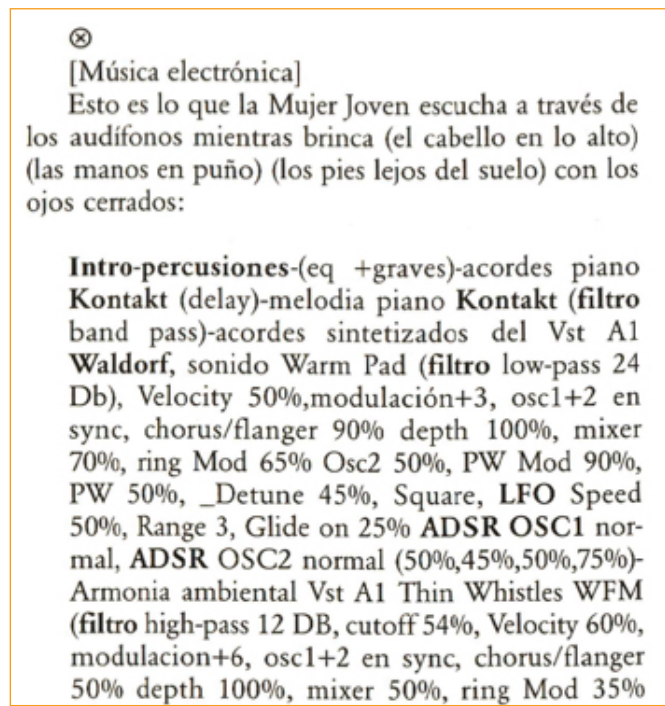 ⊗
[Música electrónica]
Esto es lo que la Mujer Joven escucha a través de
los audífonos mientras brinca (el cabello en lo alto)
(las manos en puño) (los pies lejos del suelo) con los
ojos cerrados:
Intro-percusiones-(eq +graves)-acordes piano
Kontakt (delay)-melodia piano Kontakt (filtro
band pass)-acordes sintetizados del Vst A1
Waldorf, sonido Warm Pad (filtro low-pass 24
Db), Velocity 50%,modulación+3, osc1+2 en
sync, chorus/flanger 90% depth 100%, mixer
70%, ring Mod 65% Osc2 50%, PW Mod 90%,
PW 50%, _Detune 45%, Square, LFO Speed
50%, Range 3, Glide on 25% ADSR OSC1 nor-
mal, ADSR OSC2 normal (50%,45%,50%,75%)-
Armonia ambiental Vst A1 Thin Whistles WFM
(filtro high-pass 12 DB, cutoff 54%, Velocity 60%,
modulacion+6, osc1+2 en sync, chorus/flanger
50% depth 100%, mixer 50%, ring Mod 35%